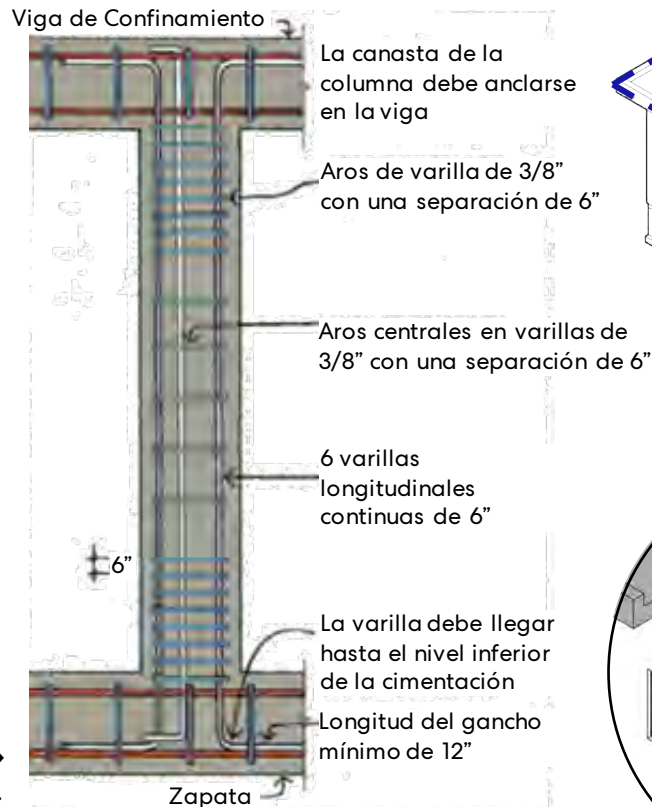 Viga de Confinamiento
La canasta de la
columna debe anclarse
en la viga
Aros de varilla de 3/8”
con una separación de 6”
Aros centrales en varillas de
3/8” con una separación de 6”
6 varillas
longitudinales
continuas de 6”
6”
La varilla debe llegar
hasta el nivel inferior
de la cimentación
Longitud del gancho
mínimo de 12”
Zapata